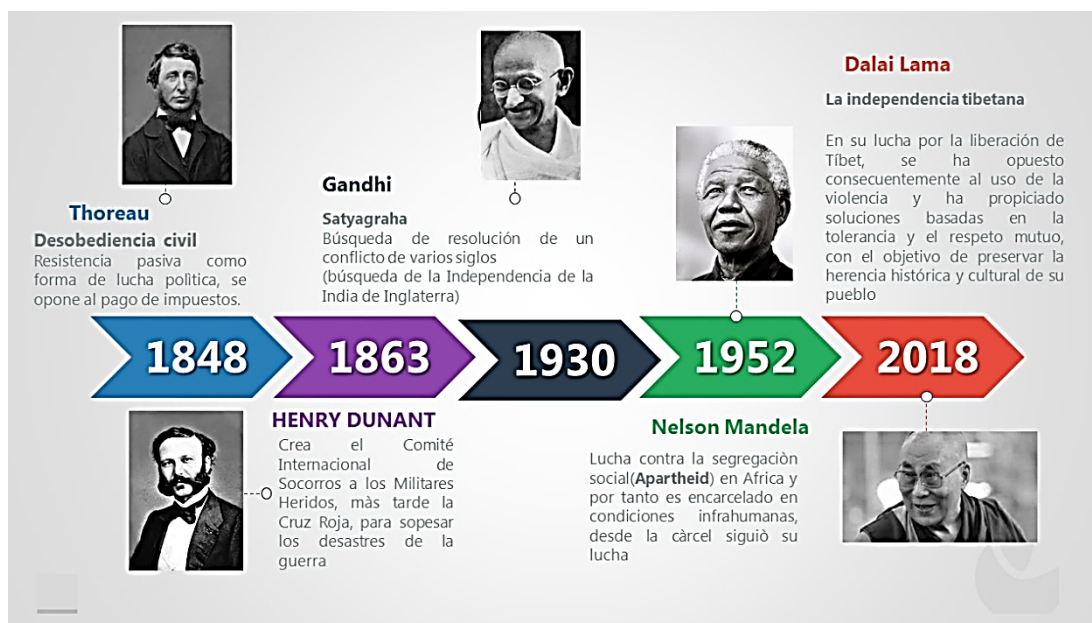 Thoreau
Desobediencia civil
Resistencia pasiva como
forma de lucha polìtica, se
opone al pago de impuestos.
Gandhi
Satyagraha
Búsqueda de resolución de un
conflicto de varios siglos
(búsqueda de la Independencia de la
India de Inglaterra)
Dalai Lama
La independencia tibetana
En su lucha por la liberación de
Tíbet, se ha opuesto
consecuentemente al uso de la
violencia y ha propiciado
soluciones basadas en la
tolerancia y el respeto mutuo,
con el objetivo de preservar la
herencia histórica y cultural de su
pueblo
1848
1863
1930
1952
2018
HENRY DUNANT
Crea el Comité
Internacional de
Socorros a los Militares
Heridos, màs tarde la
Cruz Roja, para sopesar
los desastres de la
guerra
Nelson Mandela
Lucha contra la segregaciòn
social(Apartheid) en Africa y
por tanto es encarcelado en
condiciones infrahumanas,
desde la càrcel siguiò su
lucha